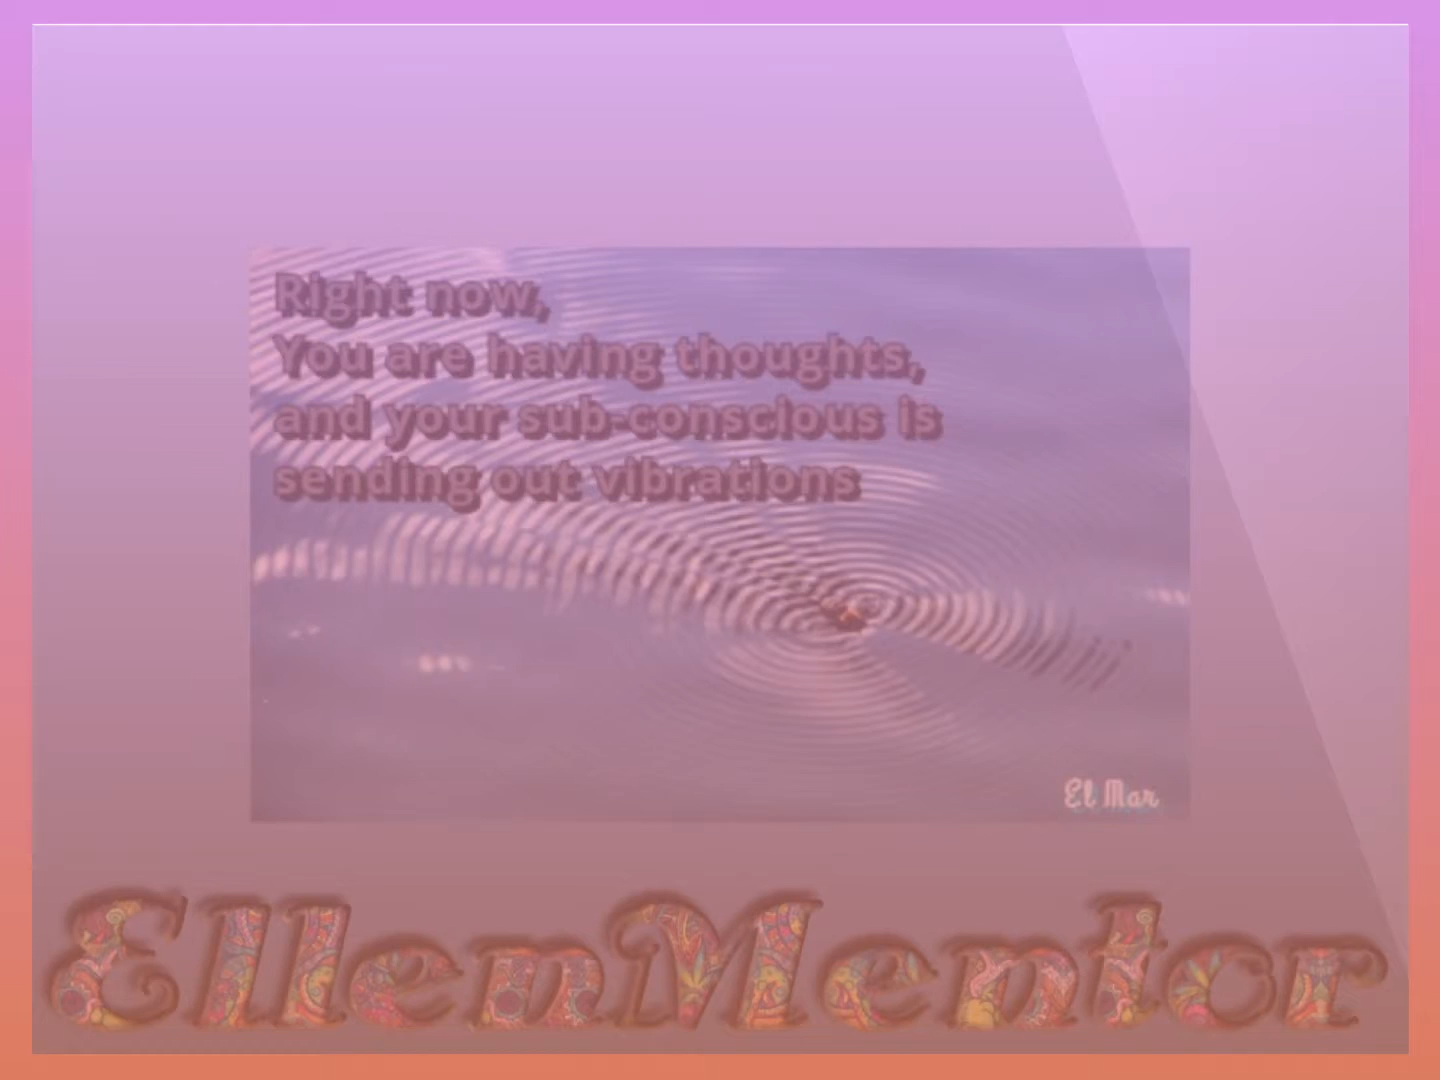 Right now,
You are having thoughts,
and your sub-conscious is
sending out vibrations
El Mar
EllenMentor